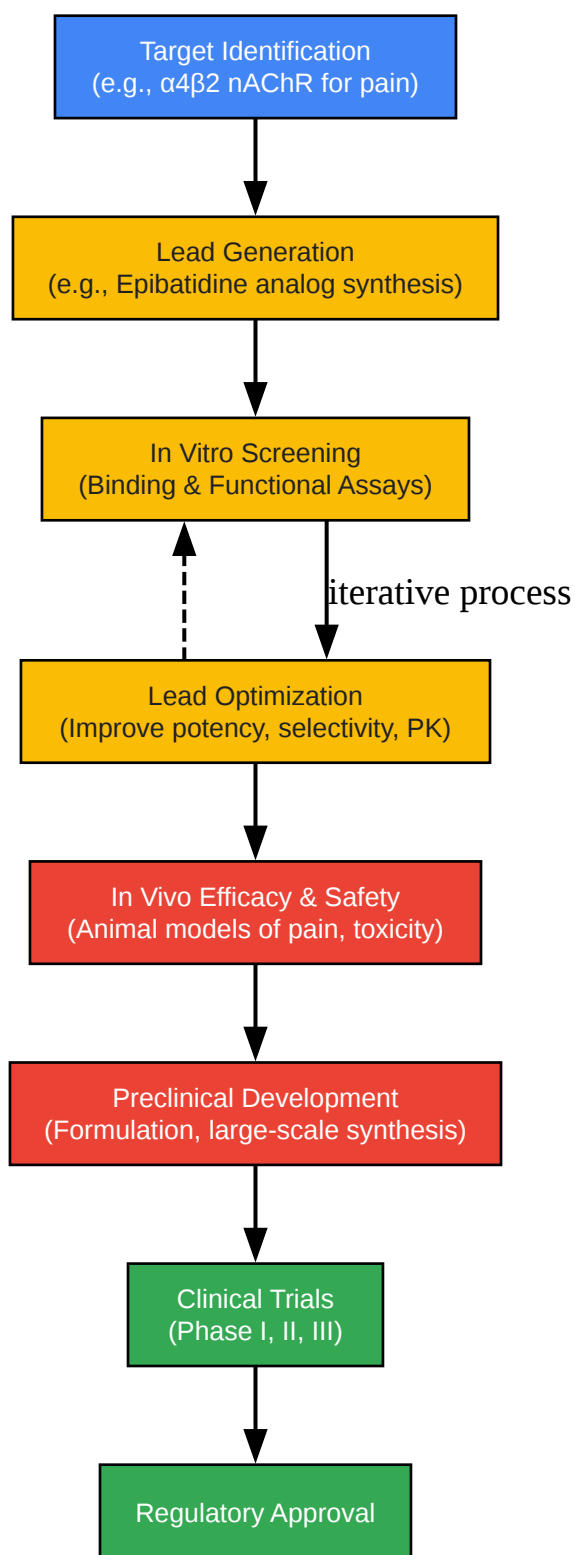 Target Identification
(e.g., α4β2 nAChR for pain)
Lead Generation
(e.g., Epibatidine analog synthesis)
In Vitro Screening
(Binding & Functional Assays)
iterative process
Lead Optimization
(Improve potency, selectivity, PK)
In Vivo Efficacy & Safety
(Animal models of pain, toxicity)
Preclinical Development
(Formulation, large-scale synthesis)
Clinical Trials
(Phase I, II, III)
Regulatory Approval